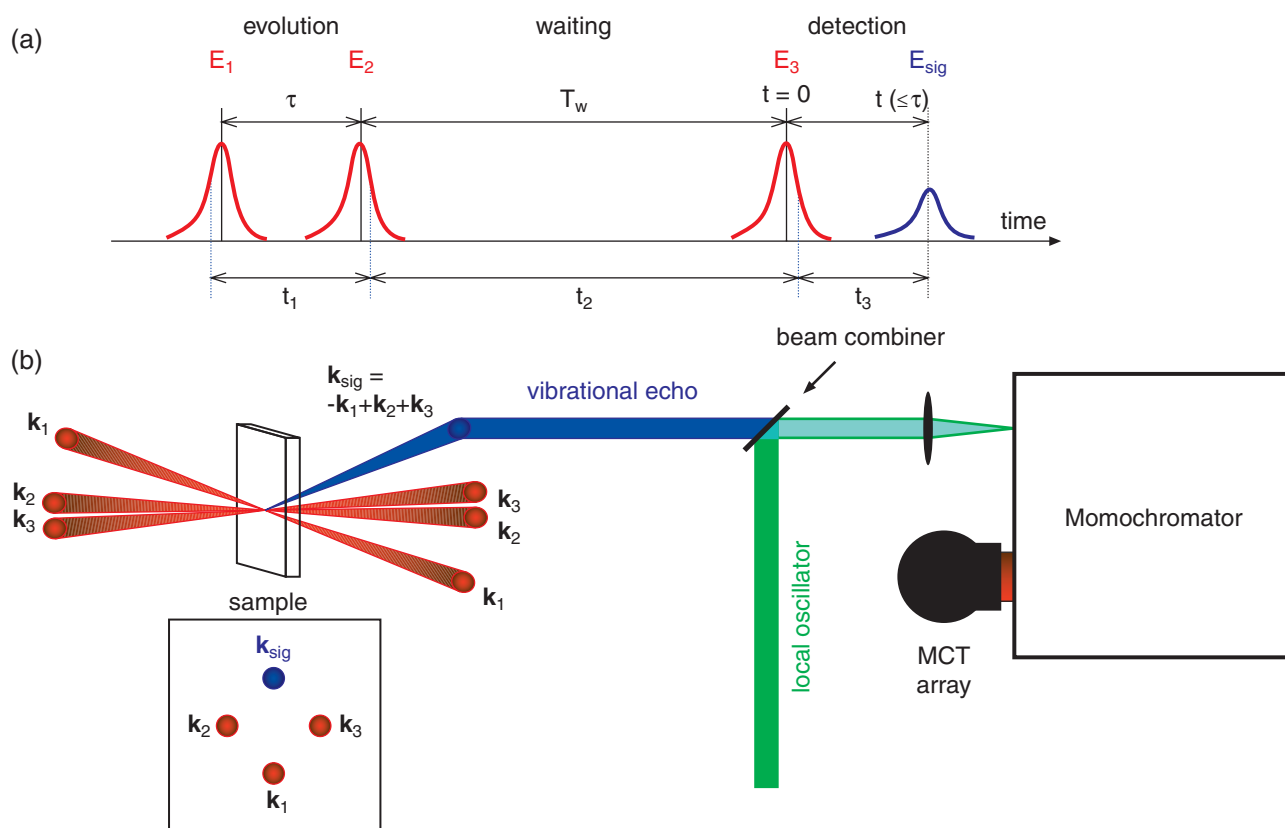 (a)
evolution waiting detection
E1 E2 E3 Esig
τ Tw t = 0 t (≤τ)
time
t1 t2 t3
(b)
beam combiner
ksig =
-k1+k2+k3
vibrational echo
k1
k2
k3
k3
k2
k1
sample
Momochromator
local oscillator
MCT
array
ksig
k2 k3
k1